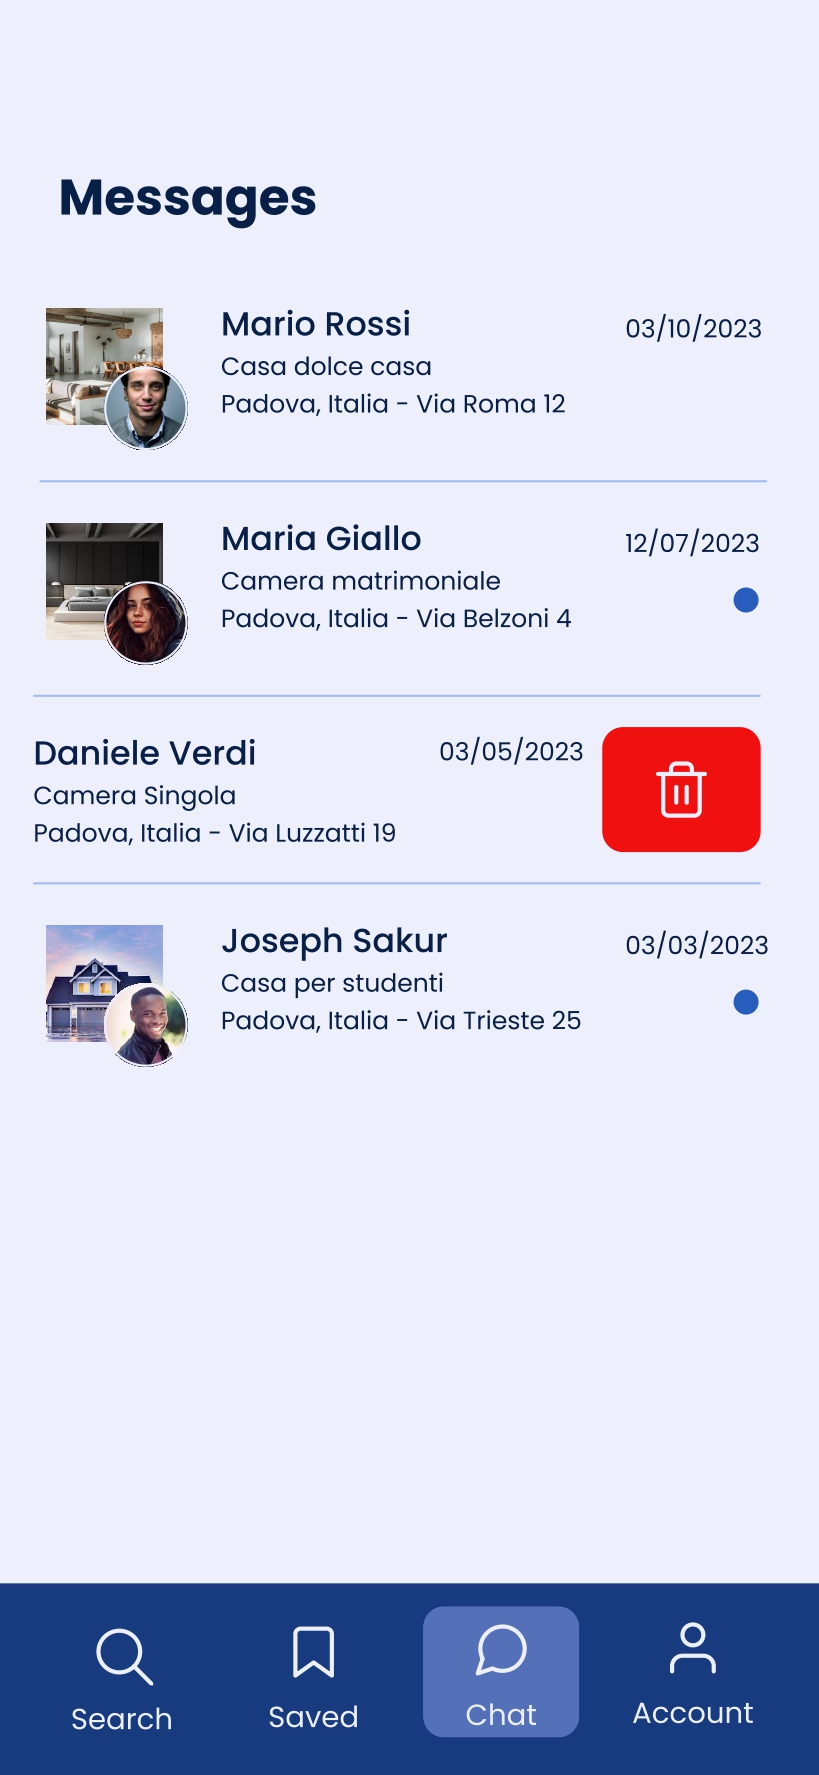 Messages
Mario Rossi
03/10/2023
Casa dolce casa
Padova, Italia - Via Roma 12
Maria Giallo
12/07/2023
Camera matrimoniale
Padova, Italia - Via Belzoni 4
Daniele Verdi
03/05/2023
Camera Singola
Padova, Italia - Via Luzzatti 19
Joseph Sakur
03/03/2023
Casa per studenti
Padova, Italia - Via Trieste 25
Search
Saved
Chat
Account